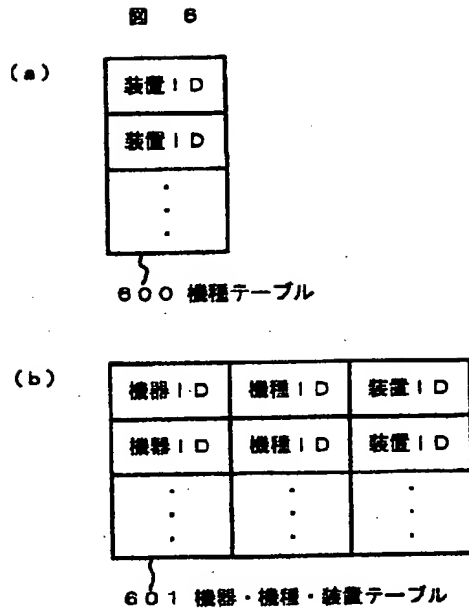 図 6
(a)
装置ID
装置ID
600 機種テーブル
(b)
機器ID 機種ID 装置ID
機器ID 機種ID 装置ID
601 機器・機種・装置テーブル